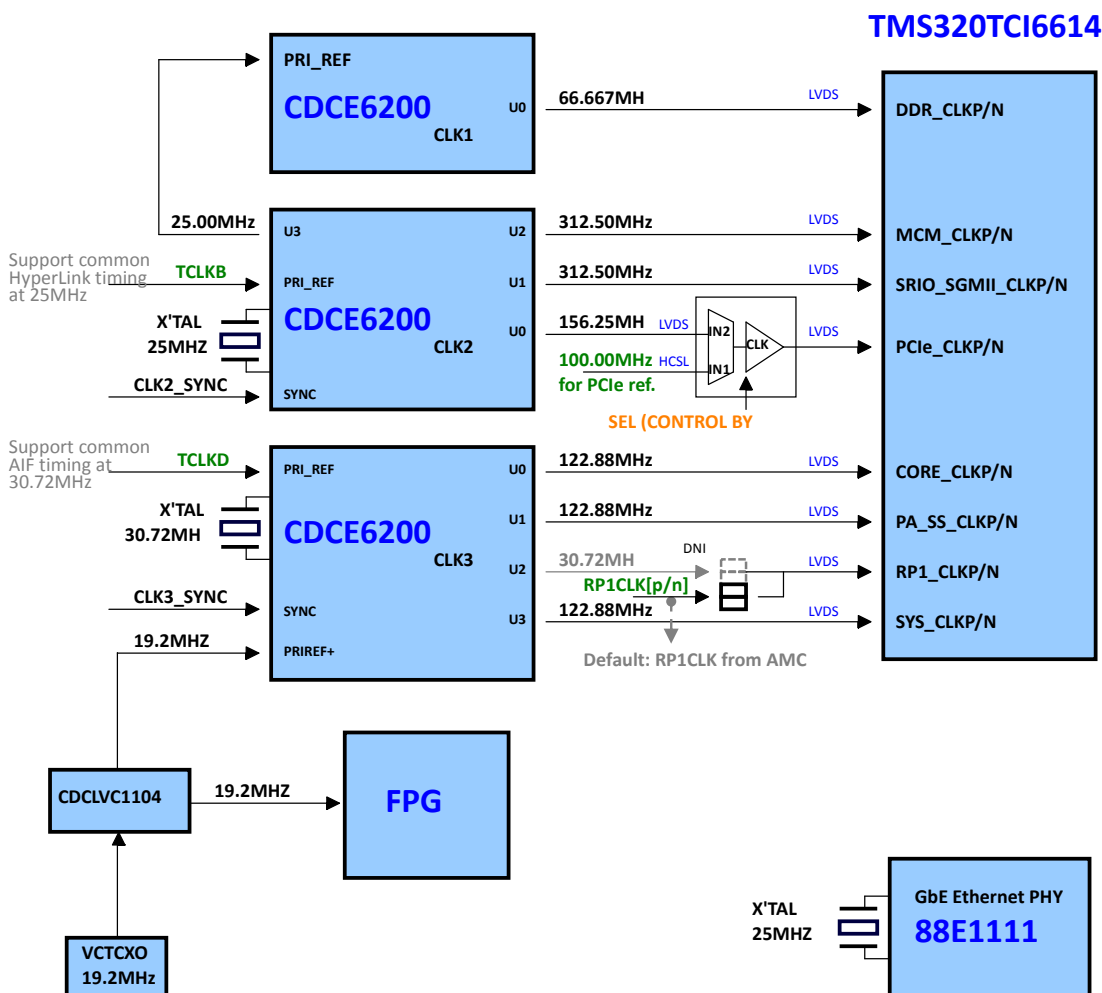 TMS320TCI6614
PRI_REF
CDCE6200
CLK1
U0
66.667MH
LVDS
DDR_CLKP/N
25.00MHz
U3
U2
312.50MHz
LVDS
MCM_CLKP/N
Support common
HyperLink timing
at 25MHz
TCLKB
PRI_REF
U1
312.50MHz
LVDS
SRIO_SGMII_CLKP/N
X'TAL
25MHZ
CDCE6200
CLK2
U0
156.25MH
LVDS
IN2
CLK
IN1
LVDS
PCIe_CLKP/N
100.00MHz
HCSL
for PCIe ref.
CLK2_SYNC
SYNC
SEL (CONTROL BY
Support common
AIF timing at
30.72MHz
TCLKD
PRI_REF
U0
122.88MHz
LVDS
CORE_CLKP/N
X'TAL
30.72MH
CDCE6200
CLK3
U1
122.88MHz
LVDS
PA_SS_CLKP/N
U2
30.72MH
DNI
LVDS
RP1_CLKP/N
RP1CLK[p/n]
CLK3_SYNC
SYNC
U3
122.88MHz
LVDS
SYS_CLKP/N
19.2MHZ
PRIREF+
Default: RP1CLK from AMC
CDCLVC1104
19.2MHZ
FPG
VCTCXO
19.2MHz
X'TAL
25MHZ
GbE Ethernet PHY
88E1111